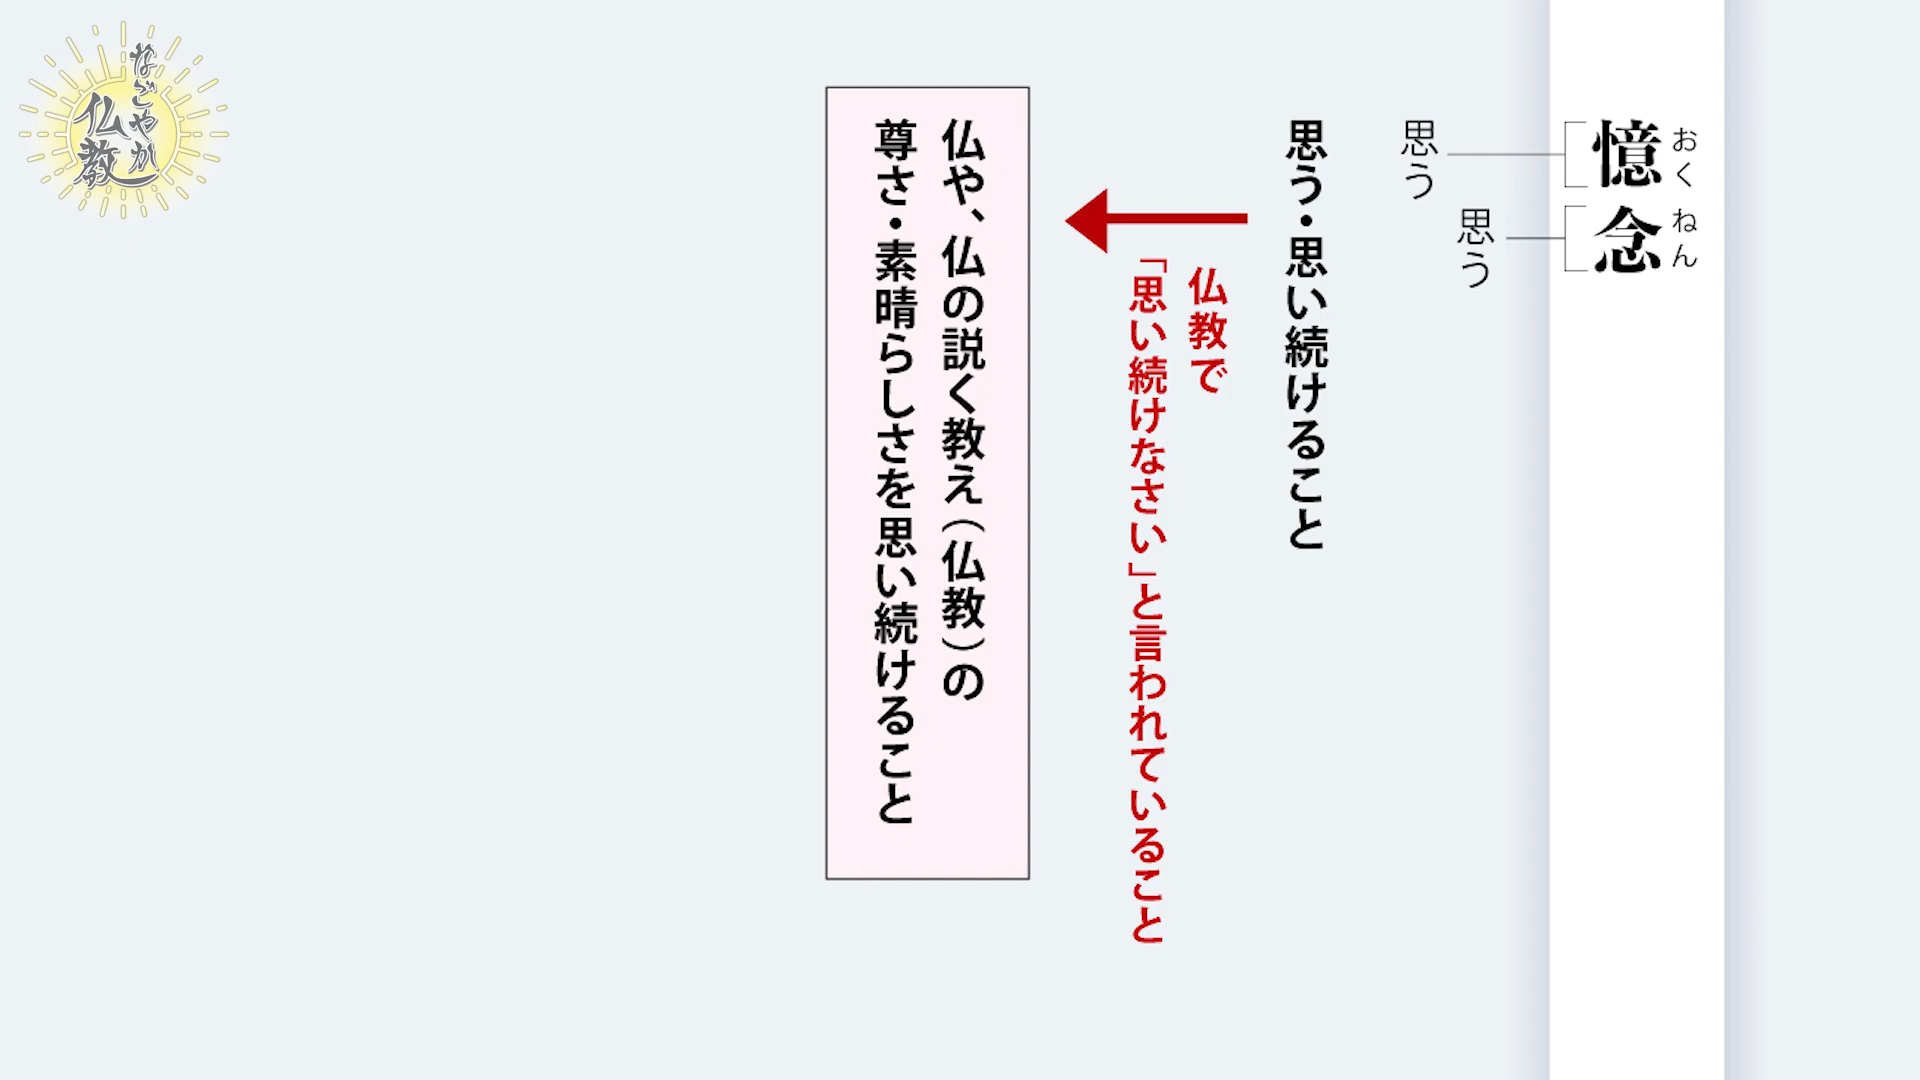 憶念
おくねん
思う
思う
思う・思い続けること
仏教で
「思い続けなさい」と言われていること
仏や、仏の説く教え（仏教）の
尊さ・素晴らしさを思い続けること
なごやか
仏教